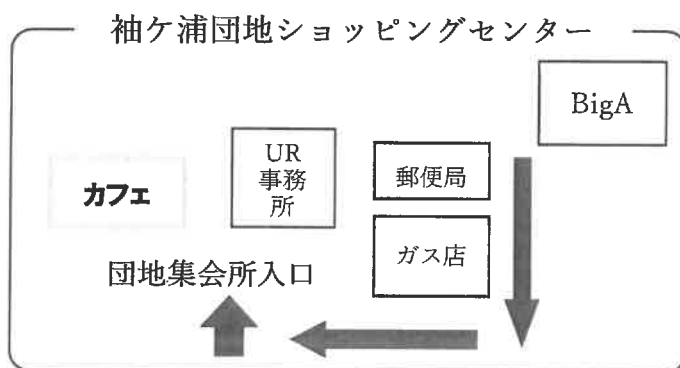 袖ケ浦団地ショッピングセンター
BigA
UR
事務
所
郵便局
カフェ
ガス店
団地集会所入口